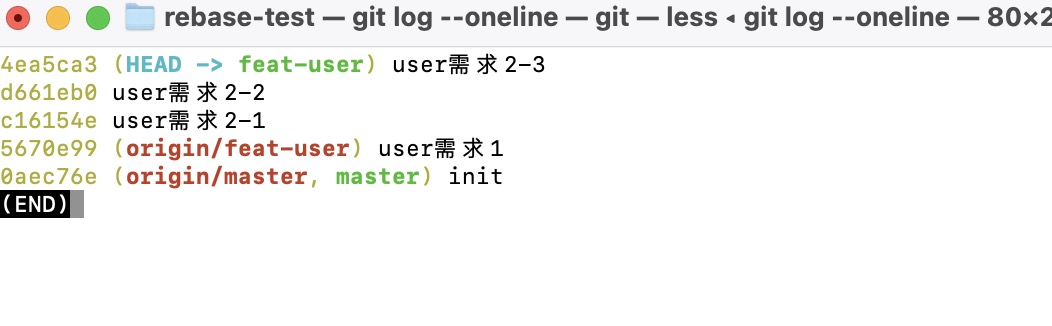 rebase-test — git log --oneline — git — less ◂ git log --oneline — 80×2
4ea5ca3 (HEAD -> feat-user) user需求2-3
d661eb0 user需求2-2
c16154e user需求2-1
5670e99 (origin/feat-user) user需求1
0aec76e (origin/master, master) init
(END)